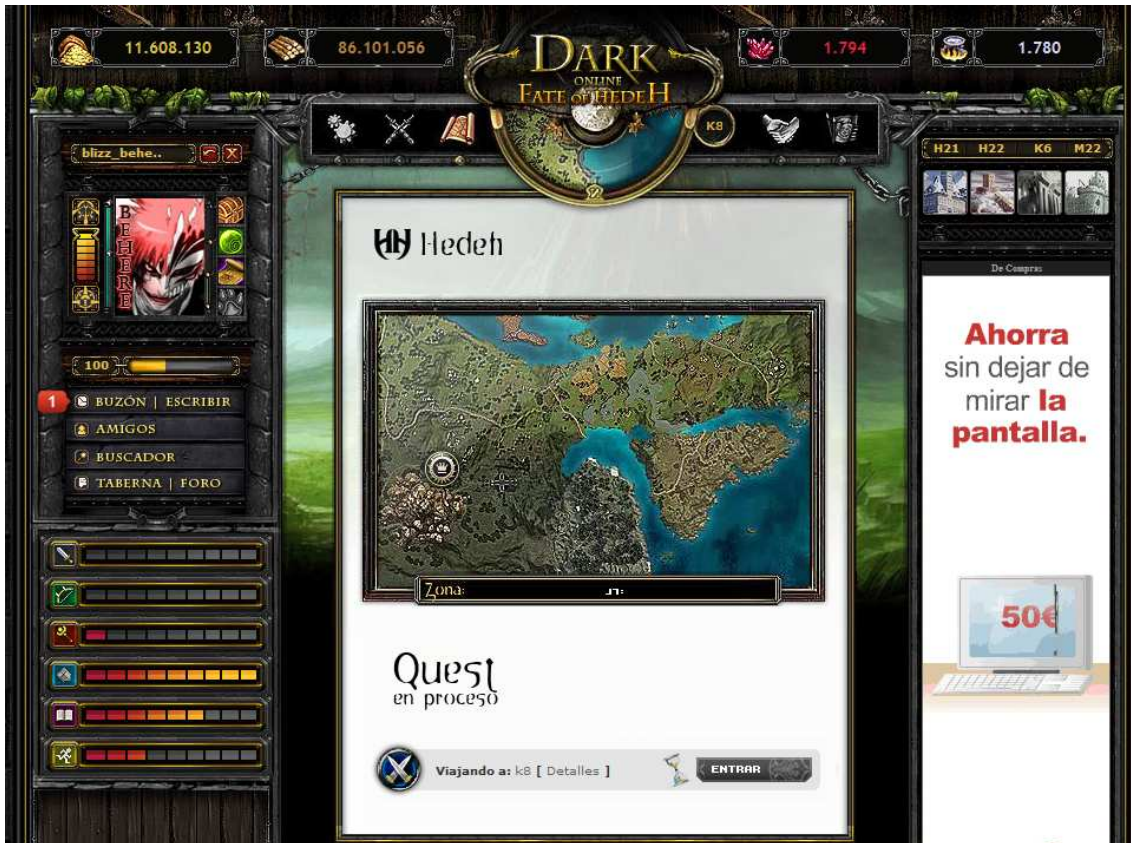 11.608.130
86.101.056
DARK
ONLINE
FATE OF HEDEH
1.794
1.780
K8
blizz_behe..
X
BEHERE
100
1
BUZÓN | ESCRIBIR
AMIGOS
BUSCADOR
TABERNA | FORO
Hedeh
Zona:
Quest
en proceso
Viajando a: k8 [ Detalles ]
ENTRAR
H21 H22 K6 M22
De Compras
Ahorra
sin dejar de
mirar la
pantalla.
50€